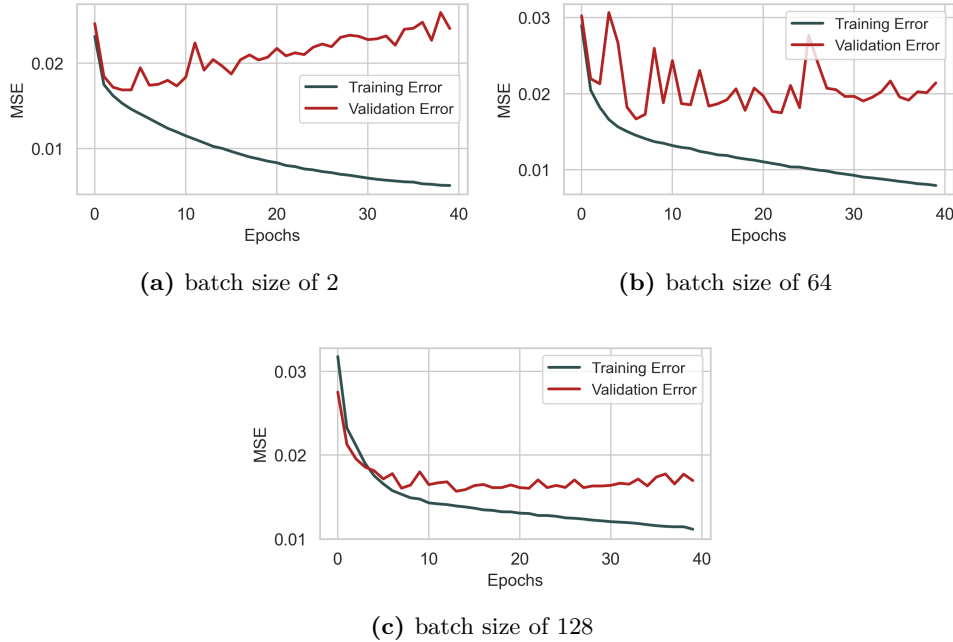 MSE
0.02
0.01
Training Error
Validation Error
0 10 20 30 40
Epochs
(a) batch size of 2
MSE
0.03
0.02
0.01
Training Error
Validation Error
0 10 20 30 40
Epochs
(b) batch size of 64
MSE
0.03
0.02
0.01
Training Error
Validation Error
0 10 20 30 40
Epochs
(c) batch size of 128